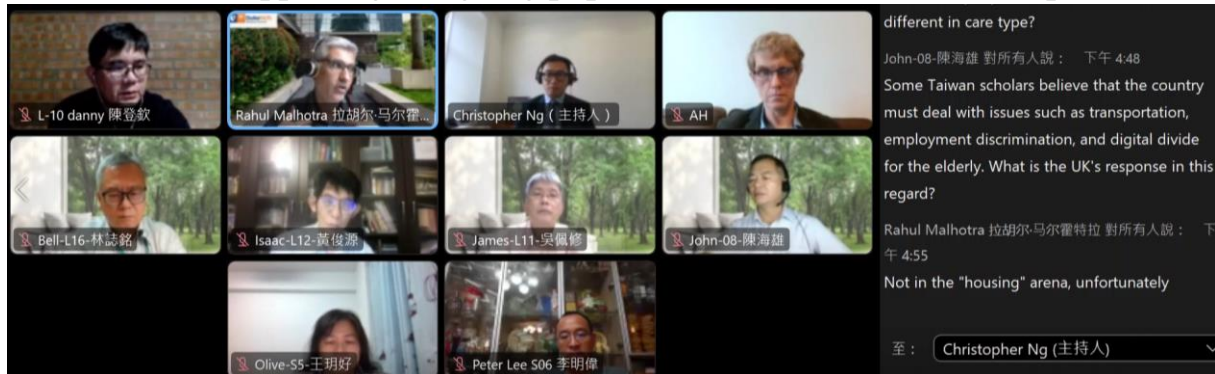 L-10 danny 陳登欽
Rahul Malhotra 拉胡尔·马尔霍...
Christopher Ng (主持人)
AH
Bell-L16-林誌銘
Isaac-L12-黃俊源
James-L11-吳佩修
John-08-陳海雄
Olive-S5-王玥好
Peter Lee S06 李明偉
different in care type?
John-08-陳海雄 對所有人說： 下午 4:48
Some Taiwan scholars believe that the country
must deal with issues such as transportation,
employment discrimination, and digital divide
for the elderly. What is the UK's response in this
regard?
Rahul Malhotra 拉胡尔·马尔霍特拉 對所有人說： 下
午 4:55
Not in the "housing" arena, unfortunately
至： Christopher Ng (主持人)